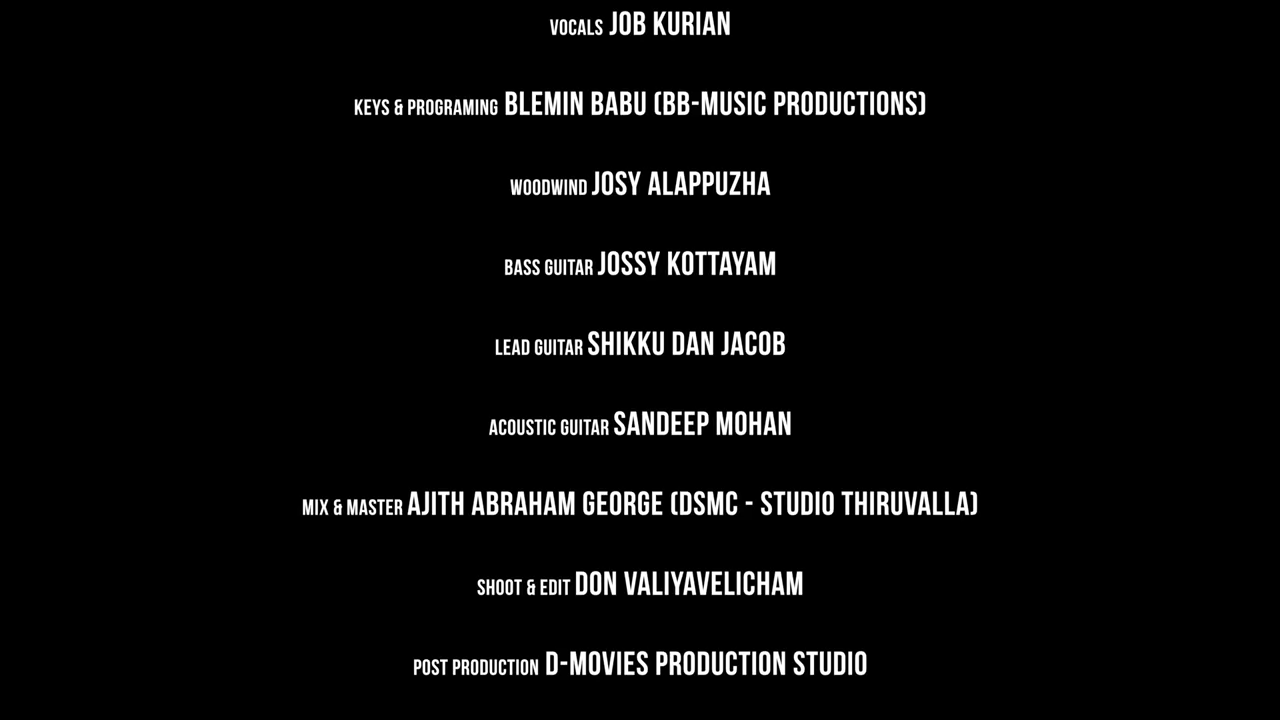 VOCALS JOB KURIAN
KEYS & PROGRAMING BLEMIN BABU (BB-MUSIC PRODUCTIONS)
WOODWIND JOSY ALAPPUZHA
BASS GUITAR JOSSY KOTTAYAM
LEAD GUITAR SHIKKU DAN JACOB
ACOUSTIC GUITAR SANDEEP MOHAN
MIX & MASTER AJITH ABRAHAM GEORGE (DSMC - STUDIO THIRUVALLA)
SHOOT & EDIT DON VALIYAVELICHAM
POST PRODUCTION D-MOVIES PRODUCTION STUDIO